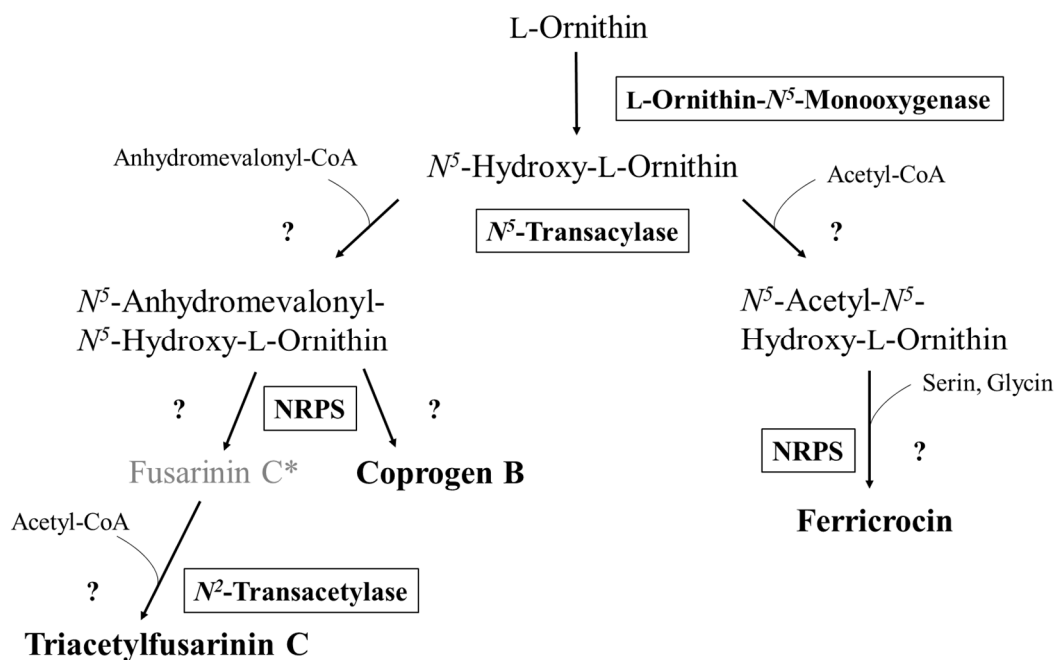 L-Ornithin
L-Ornithin-N⁵-Monooxygenase
Anhydromevalonyl-CoA
N⁵-Hydroxy-L-Ornithin
Acetyl-CoA
?
N⁵-Transacylase
?
N⁵-Anhydromevalonyl-
N⁵-Hydroxy-L-Ornithin
N⁵-Acetyl-N⁵-
Hydroxy-L-Ornithin
?
NRPS
?
Serin, Glycin
NRPS
?
Fusarinin C*
Coprogen B
Ferricrocin
Acetyl-CoA
?
N²-Transacetylase
Triacetylfusarinin C